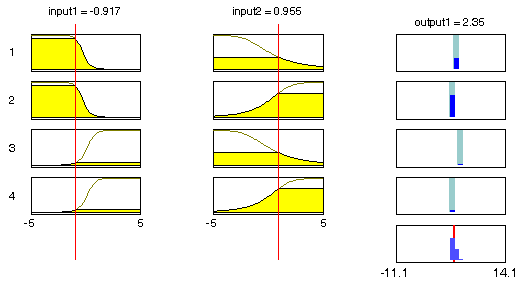 input1 = -0.917 input2 = 0.955 output1 = 2.35
1
2
3
4
-5 5 -5 5
-11.1 14.1